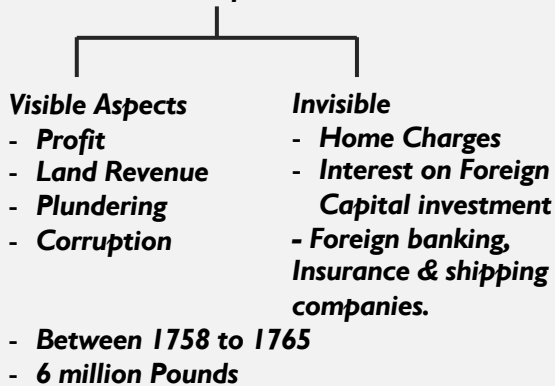 Visible Aspects
- Profit
- Land Revenue
- Plundering
- Corruption
Invisible
- Home Charges
- Interest on Foreign
Capital investment
- Foreign banking,
Insurance & shipping
companies.
- Between 1758 to 1765
- 6 million Pounds